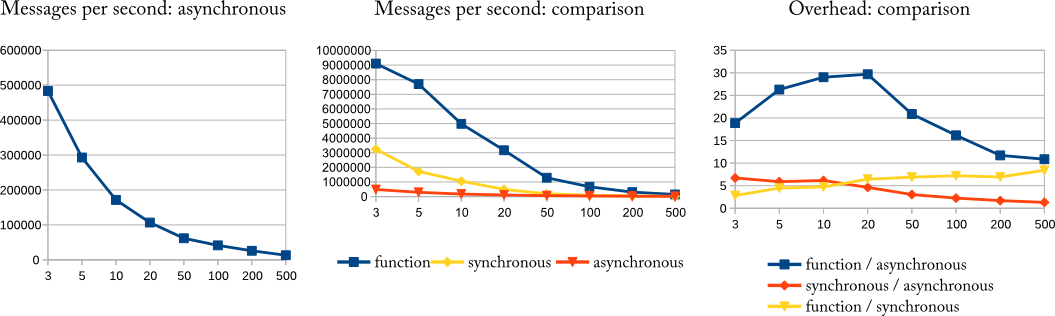 Messages per second: asynchronous
600000
500000
400000
300000
200000
100000
0
3 5 10 20 50 100 200 500
Messages per second: comparison
10000000
9000000
8000000
7000000
6000000
5000000
4000000
3000000
2000000
1000000
0
3 5 10 20 50 100 200 500
function synchronous asynchronous
Overhead: comparison
35
30
25
20
15
10
5
0
3 5 10 20 50 100 200 500
function / asynchronous
synchronous / asynchronous
function / synchronous